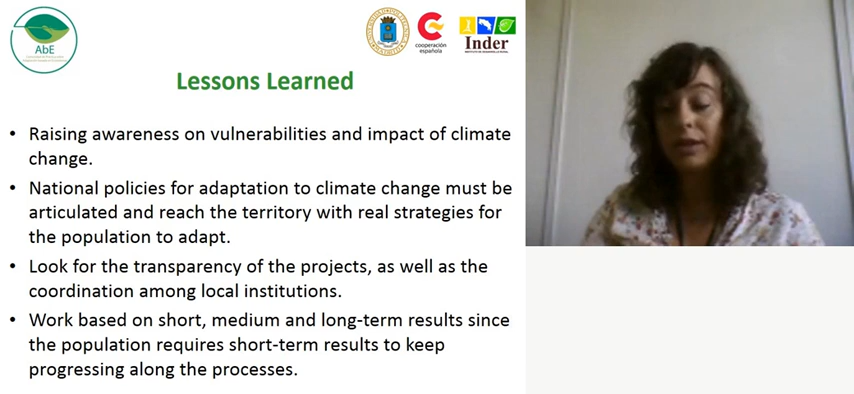 AbE
cooperación
española
Inder
Lessons Learned
• Raising awareness on vulnerabilities and impact of climate
change.
• National policies for adaptation to climate change must be
articulated and reach the territory with real strategies for
the population to adapt.
• Look for the transparency of the projects, as well as the
coordination among local institutions.
• Work based on short, medium and long-term results since
the population requires short-term results to keep
progressing along the processes.